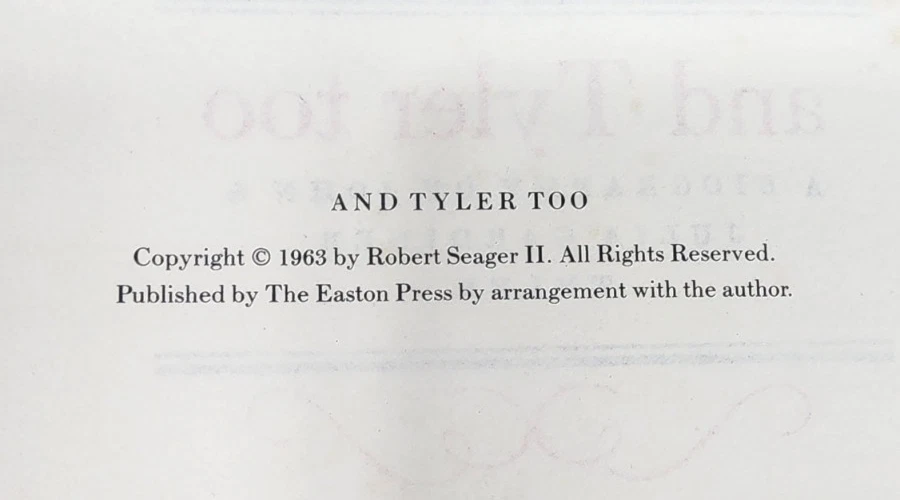 AND TYLER TOO
Copyright © 1963 by Robert Seager II. All Rights Reserved.
Published by The Easton Press by arrangement with the author.